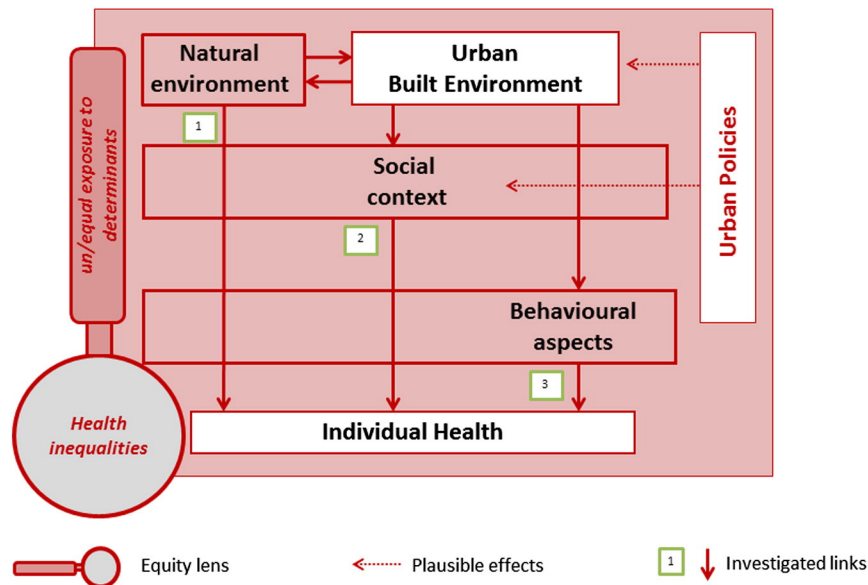 Natural
environment
Urban
Built Environment
1
Social
context
2
Behavioural
aspects
3
Individual Health
Urban Policies
un/equal exposure to
determinants
Health
inequalities
Equity lens
Plausible effects
1
Investigated links